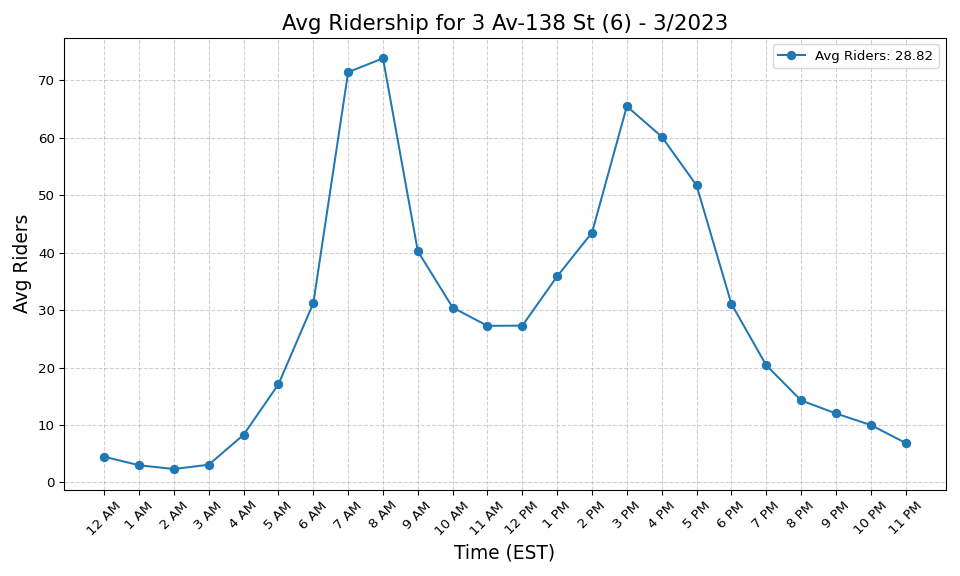 Avg Ridership for 3 Av-138 St (6) - 3/2023
Avg Riders: 28.82
Avg Riders
70
60
50
40
30
20
10
0
12 AM
1 AM
2 AM
3 AM
4 AM
5 AM
6 AM
7 AM
8 AM
9 AM
10 AM
11 AM
12 PM
1 PM
2 PM
3 PM
4 PM
5 PM
6 PM
7 PM
8 PM
9 PM
10 PM
11 PM
Time (EST)